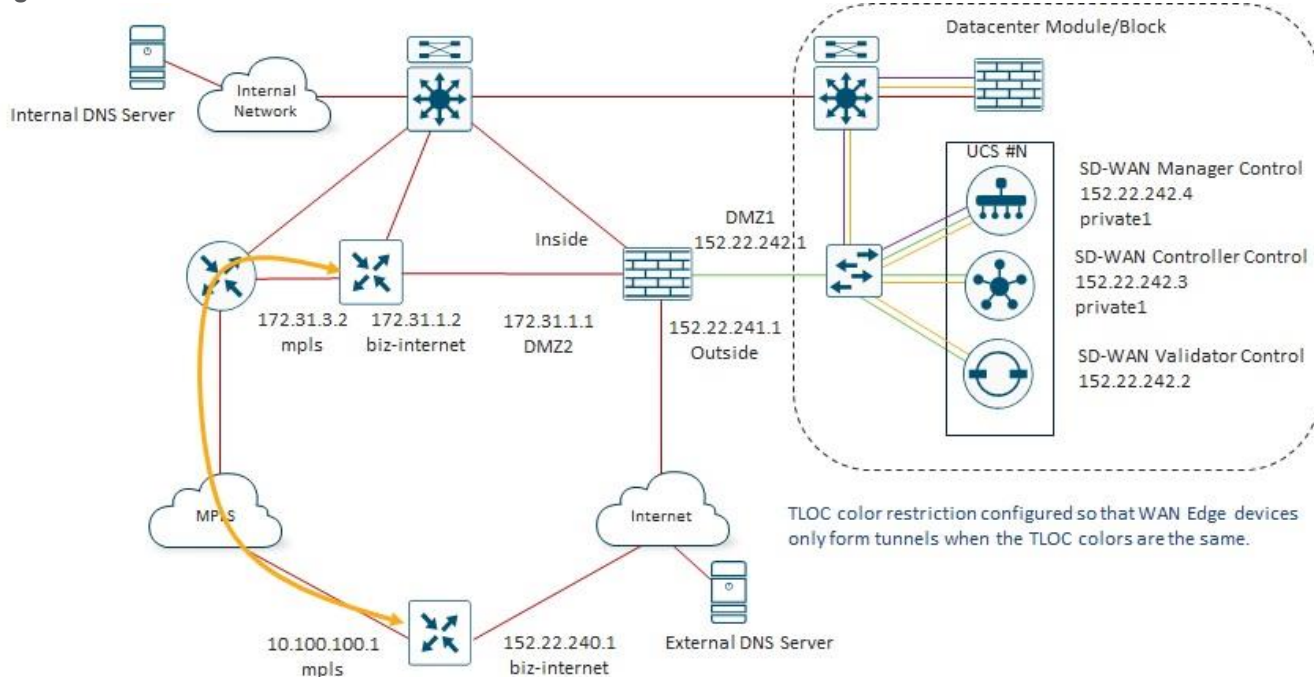 g
Datacenter Module/Block
Internal DNS Server
Internal
Network
UCS #N
SD-WAN Manager Control
152.22.242.4
private1
DMZ1
152.22.242.1
Inside
SD-WAN Controller Control
152.22.242.3
private1
172.31.3.2
mpls
172.31.1.2
biz-internet
172.31.1.1
DMZ2
152.22.241.1
Outside
SD-WAN Validator Control
152.22.242.2
MPLS
Internet
TLOC color restriction configured so that WAN Edge devices
only form tunnels when the TLOC colors are the same.
10.100.100.1
mpls
152.22.240.1
biz-internet
External DNS Server